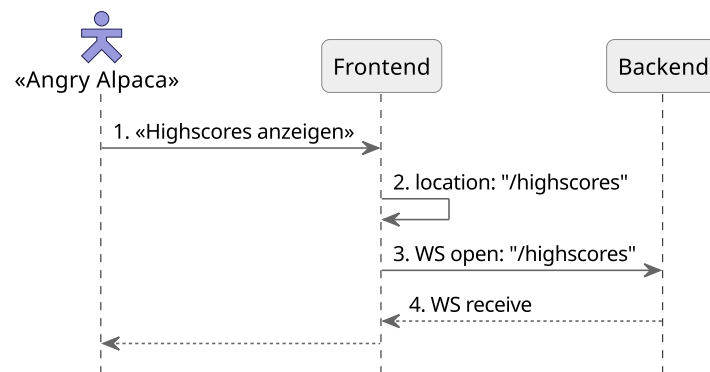 «Angry Alpaca»
Frontend
Backend
1. «Highscores anzeigen»
2. location: "/highscores"
3. WS open: "/highscores"
4. WS receive